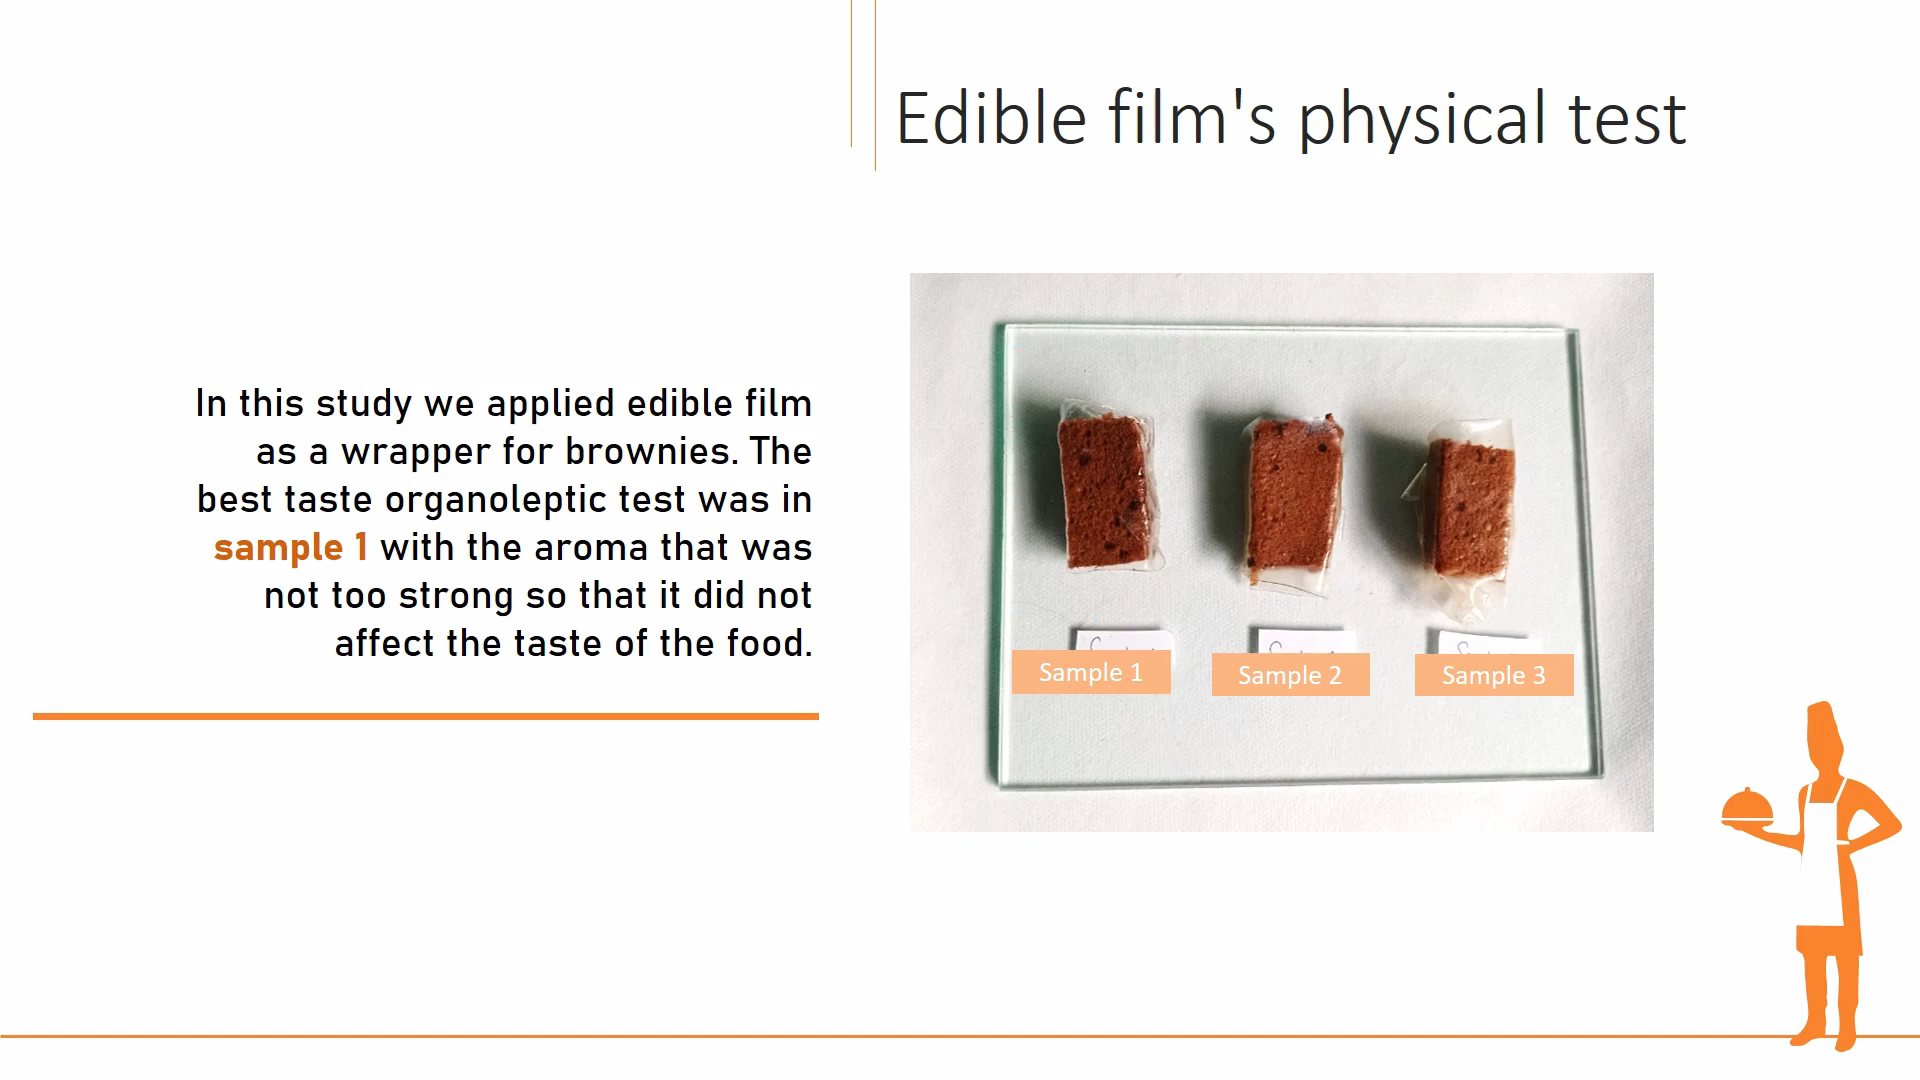 Edible film's physical test
In this study we applied edible film
as a wrapper for brownies. The
best taste organoleptic test was in
sample 1 with the aroma that was
not too strong so that it did not
affect the taste of the food.
Sample 1
Sample 2
Sample 3